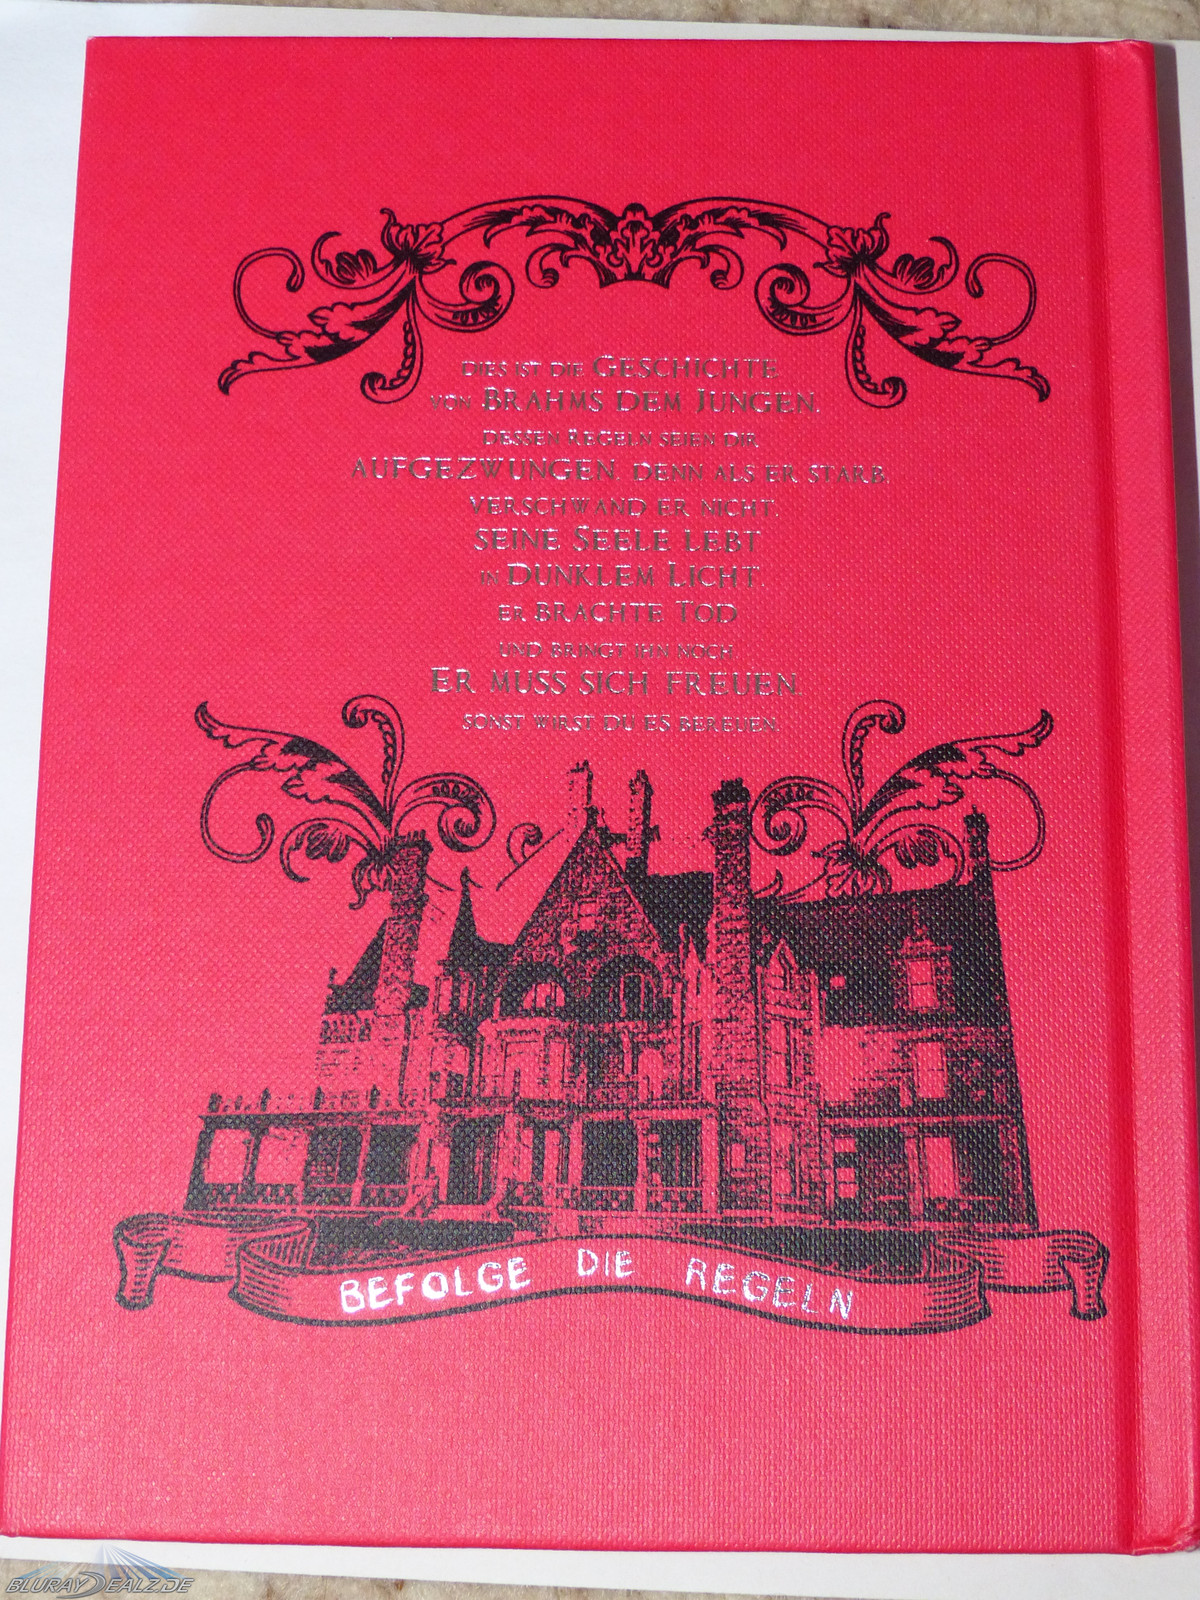 DIES IST DIE GESCHICHTE
VON BRAHMS DEM JUNGEN.
DESSEN REGELN SEIEN DIR
AUFGEZWUNGEN. DENN ALS ER STARB,
VERSCHWAND ER NICHT.
SEINE SEELE LEBT
IN DUNKLEM LICHT.
ER BRACHTE TOD
UND BRINGT IHN NOCH.
ER MUSS SICH FREUEN.
SONST WIRST DU ES BEREUEN.
BEFOLGE DIE REGELN
BLURAYDEALZ.DE